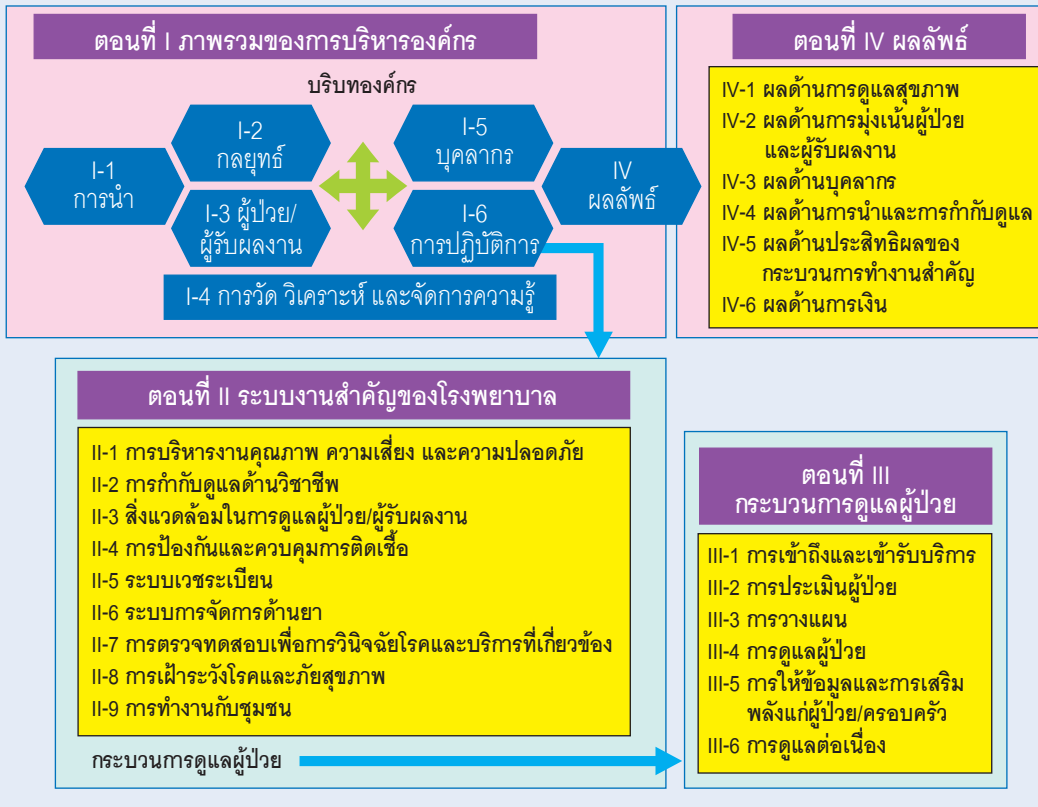 ตอนที่ I ภาพรวมของการบริหารองค์กร
บริบทองค์กร
I-1
การนำ
I-2
กลยุทธ์
I-3 ผู้ป่วย/
ผู้รับผลงาน
I-5
บุคลากร
I-6
การปฏิบัติการ
IV
ผลลัพธ์
I-4 การวัด วิเคราะห์ และจัดการความรู้
ตอนที่ IV ผลลัพธ์
IV-1 ผลด้านการดูแลสุขภาพ
IV-2 ผลด้านการมุ่งเน้นผู้ป่วย
และผู้รับผลงาน
IV-3 ผลด้านบุคลากร
IV-4 ผลด้านการนำและการกำกับดูแล
IV-5 ผลด้านประสิทธิผลของ
กระบวนการทำงานสำคัญ
IV-6 ผลด้านการเงิน
ตอนที่ II ระบบงานสำคัญของโรงพยาบาล
II-1 การบริหารงานคุณภาพ ความเสี่ยง และความปลอดภัย
II-2 การกำกับดูแลด้านวิชาชีพ
II-3 สิ่งแวดล้อมในการดูแลผู้ป่วย/ผู้รับผลงาน
II-4 การป้องกันและควบคุมการติดเชื้อ
II-5 ระบบเวชระเบียน
II-6 ระบบการจัดการด้านยา
II-7 การตรวจทดสอบเพื่อการวินิจฉัยโรคและบริการที่เกี่ยวข้อง
II-8 การเฝ้าระวังโรคและภัยสุขภาพ
II-9 การทำงานกับชุมชน
กระบวนการดูแลผู้ป่วย
ตอนที่ III
กระบวนการดูแลผู้ป่วย
III-1 การเข้าถึงและเข้ารับบริการ
III-2 การประเมินผู้ป่วย
III-3 การวางแผน
III-4 การดูแลผู้ป่วย
III-5 การให้ข้อมูลและการเสริม
พลังแก่ผู้ป่วย/ครอบครัว
III-6 การดูแลต่อเนื่อง